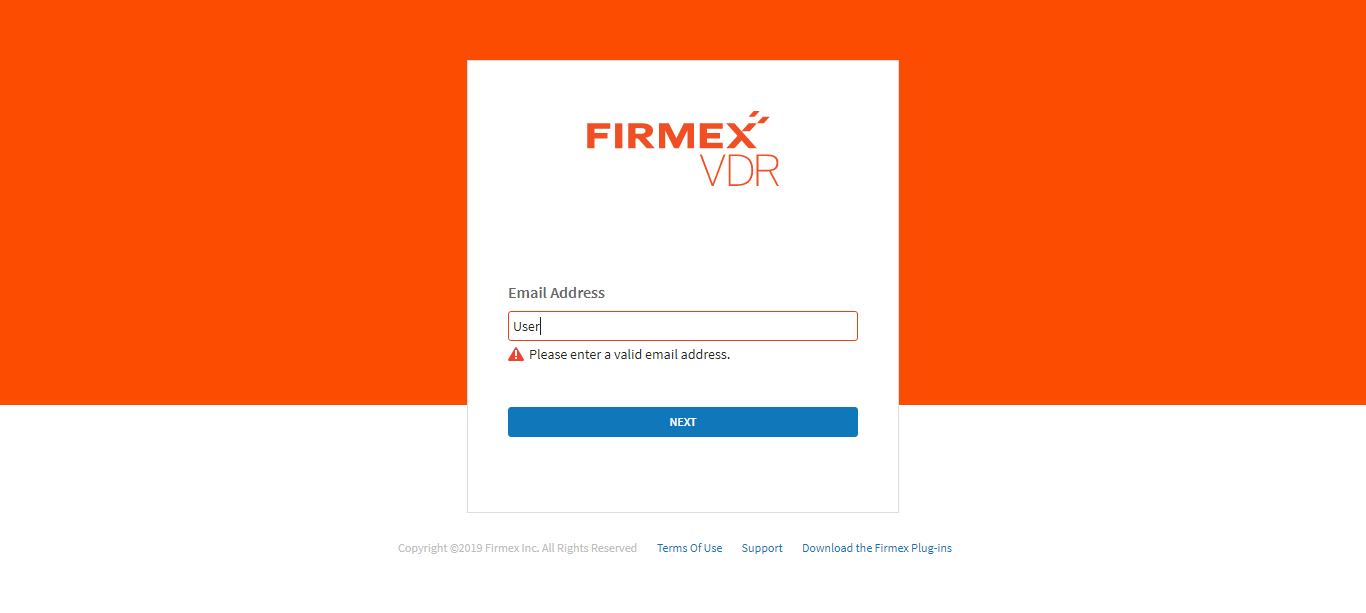 FIRMEX
VDR
Email Address
User
Please enter a valid email address.
NEXT
Copyright ©2019 Firmex Inc. All Rights Reserved Terms Of Use Support Download the Firmex Plug-ins